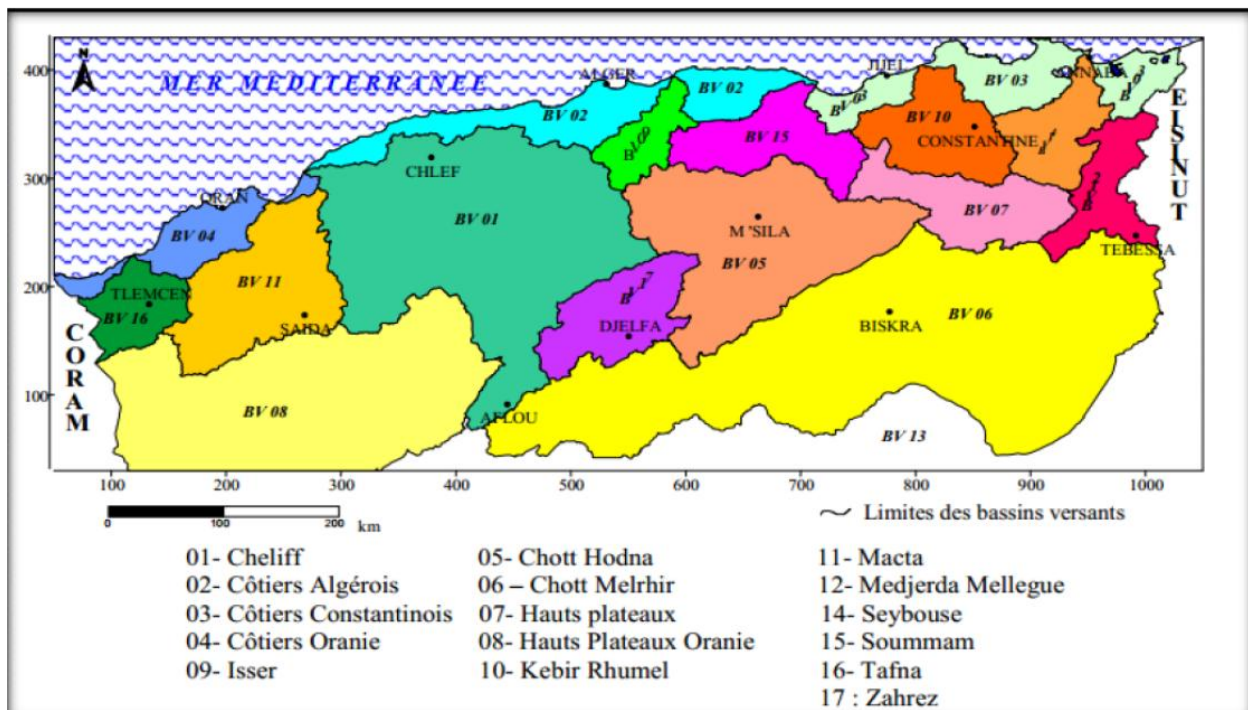 N
MER MEDITERRANEE
400
300
200
100
ALGER
JIJEL
ANNABA
BV 03
BV 03
BV 02
BV 02
BV 15
BV 10
CONSTANTINE
CHLEF
ORAN
BV 04
BV 01
BV 07
M 'SILA
BV 05
TEBESSA
TLEMCEN
BV 16
BV 11
SAIDA
DJELFA
BISKRA
BV 06
BV 08
AFLOU
BV 13
CORAM
EISINUT
100 200 300 400 500 600 700 800 900 1000
0 100 200
km
Limites des bassins versants
01- Cheliff
02- Côtiers Algérois
03- Côtiers Constantinois
04- Côtiers Oranie
09- Isser
05- Chott Hodna
06 – Chott Melrhir
07- Hauts plateaux
08- Hauts Plateaux Oranie
10- Kebir Rhumel
11- Macta
12- Medjerda Mellegue
14- Seybouse
15- Soummam
16- Tafna
17 : Zahrez